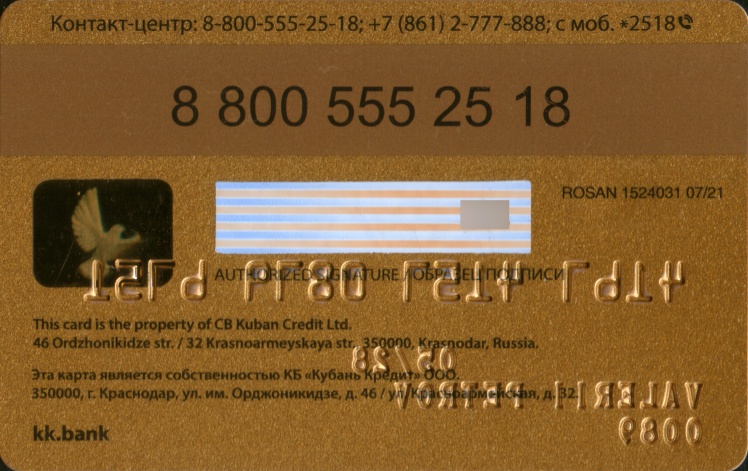 Контакт-центр: 8-800-555-25-18; +7 (861) 2-777-888; с моб. *2518
8 800 555 25 18
ROSAN 1524031 07/21
AUTHORIZED SIGNATURE / ОБРАЗЕЦ ПОДПИСИ
This card is the property of CB Kuban Credit Ltd.
46 Ordzhonikidze str. / 32 Krasnoarmeyskaya str. 350000, Krasnodar, Russia.
Эта карта является собственностью КБ «Кубань Кредит» ООО.
350000, г. Краснодар, ул. им. Орджоникидзе, д. 46 / ул. Красноармейская, д. 32.
VALERII PETROV
kk.bank